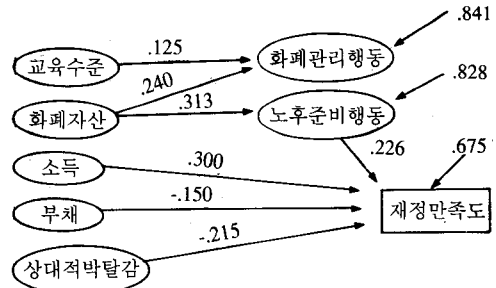 .841
.125
교육수준
화폐관리행동
.240
.828
.313
화폐자산
노후준비행동
.226
.675
소득
.300
부채
-.150
재정만족도
-.215
상대적박탈감